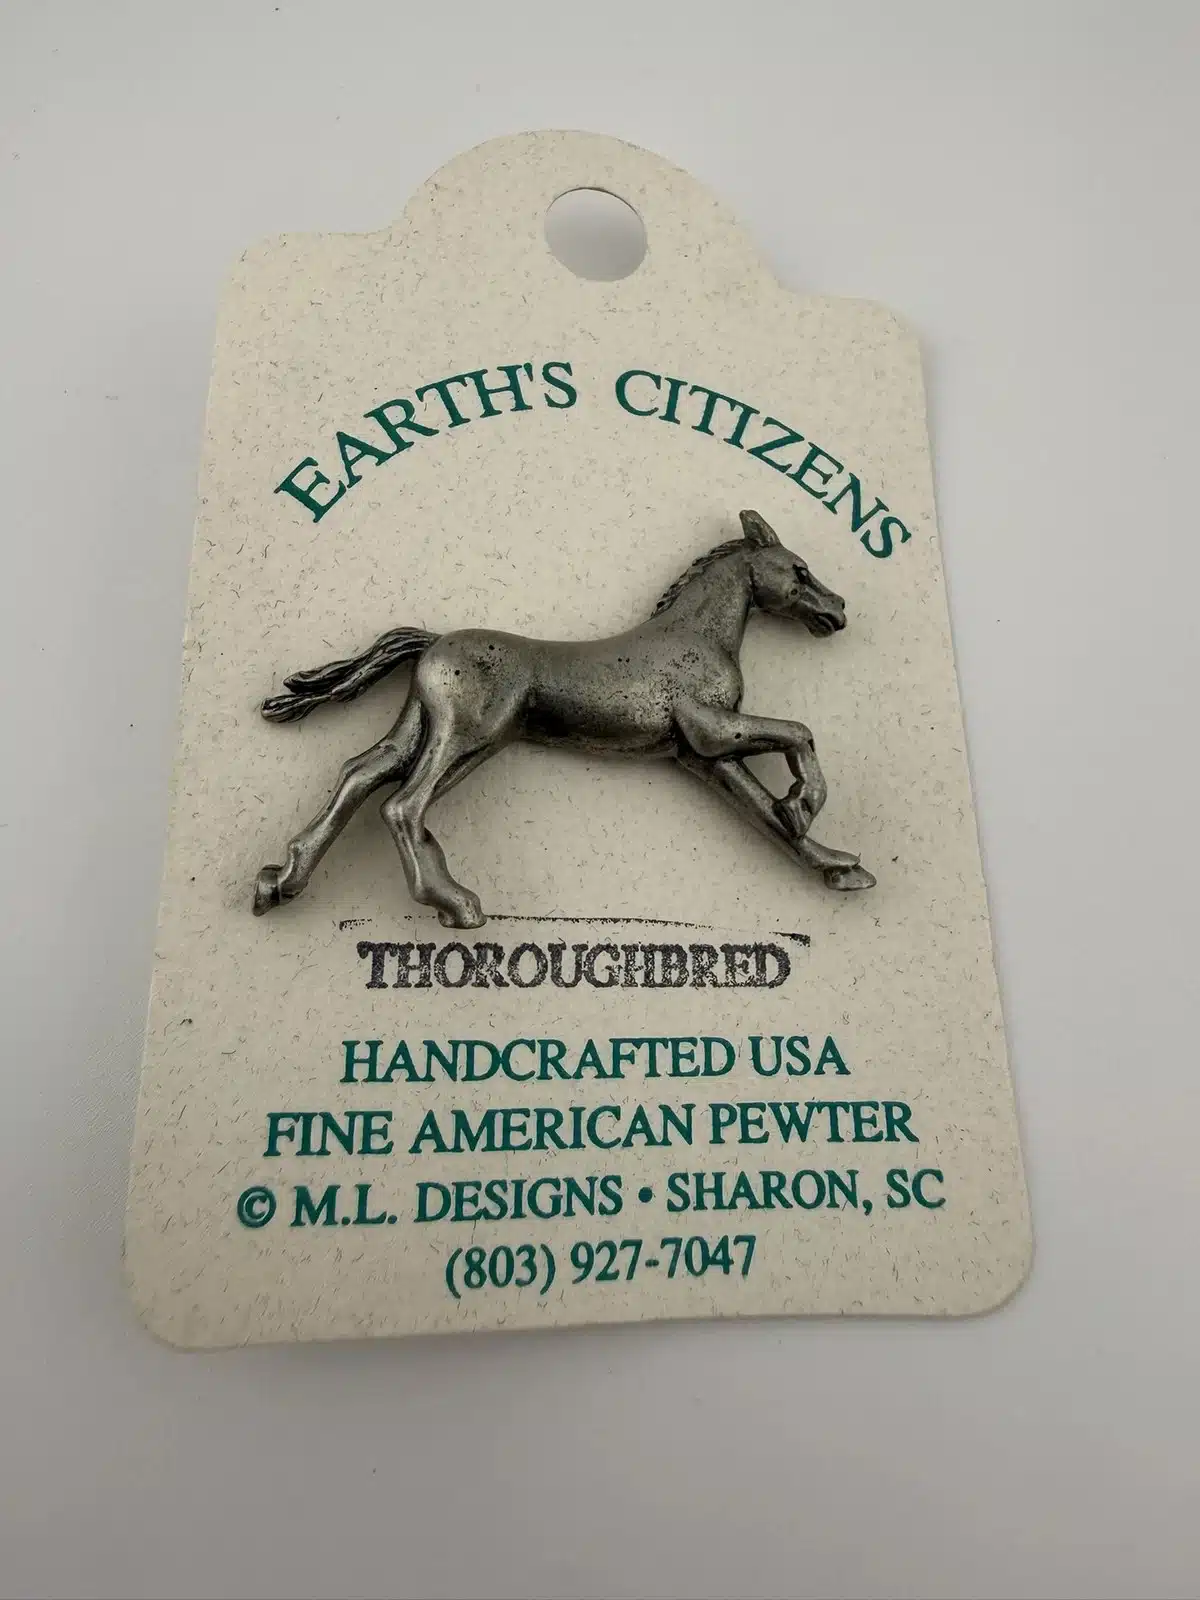 EARTH'S CITIZENS
THOROUGHBRED
HANDCRAFTED USA
FINE AMERICAN PEWTER
© M.L. DESIGNS • SHARON, SC
(803) 927-7047